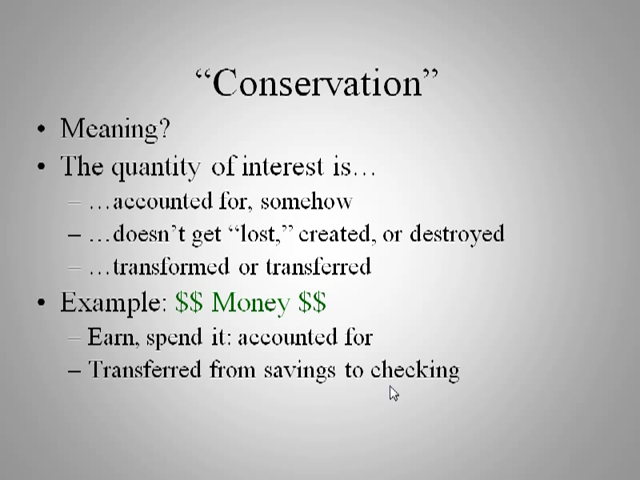 “Conservation”
• Meaning?
• The quantity of interest is…
– …accounted for, somehow
– …doesn’t get “lost,” created, or destroyed
– …transformed or transferred
• Example: $$ Money $$
– Earn, spend it: accounted for
– Transferred from savings to checking